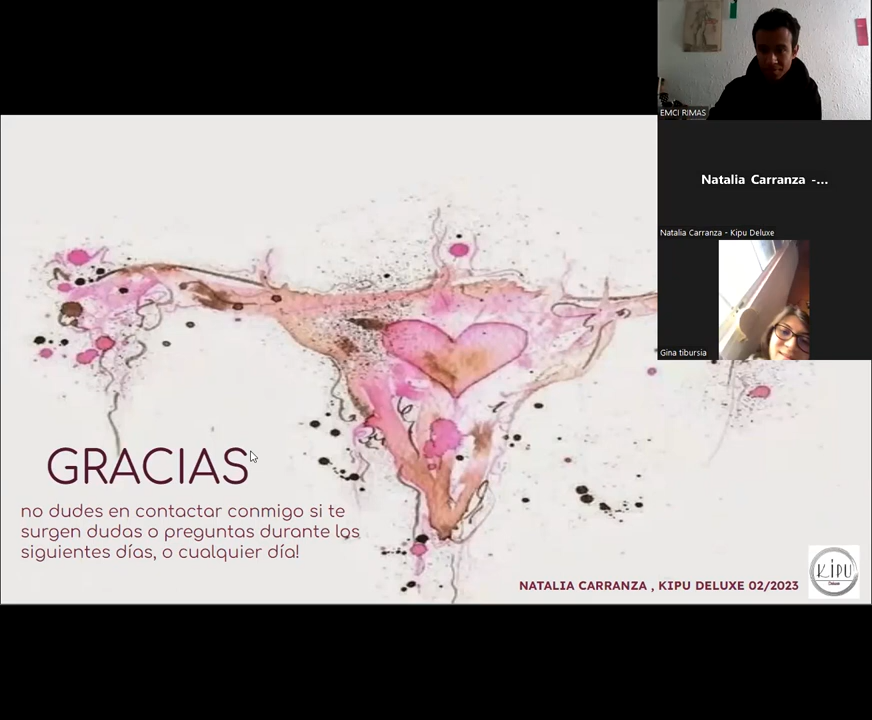 EMCI RIMAS
Natalia Carranza -...
Natalia Carranza - Kipu Deluxe
Gina tibursia
GRACIAS
no dudes en contactar conmigo si te
surgen dudas o preguntas durante los
siguientes días, o cualquier día!
NATALIA CARRANZA , KIPU DELUXE 02/2023
KIPU
Deluxe